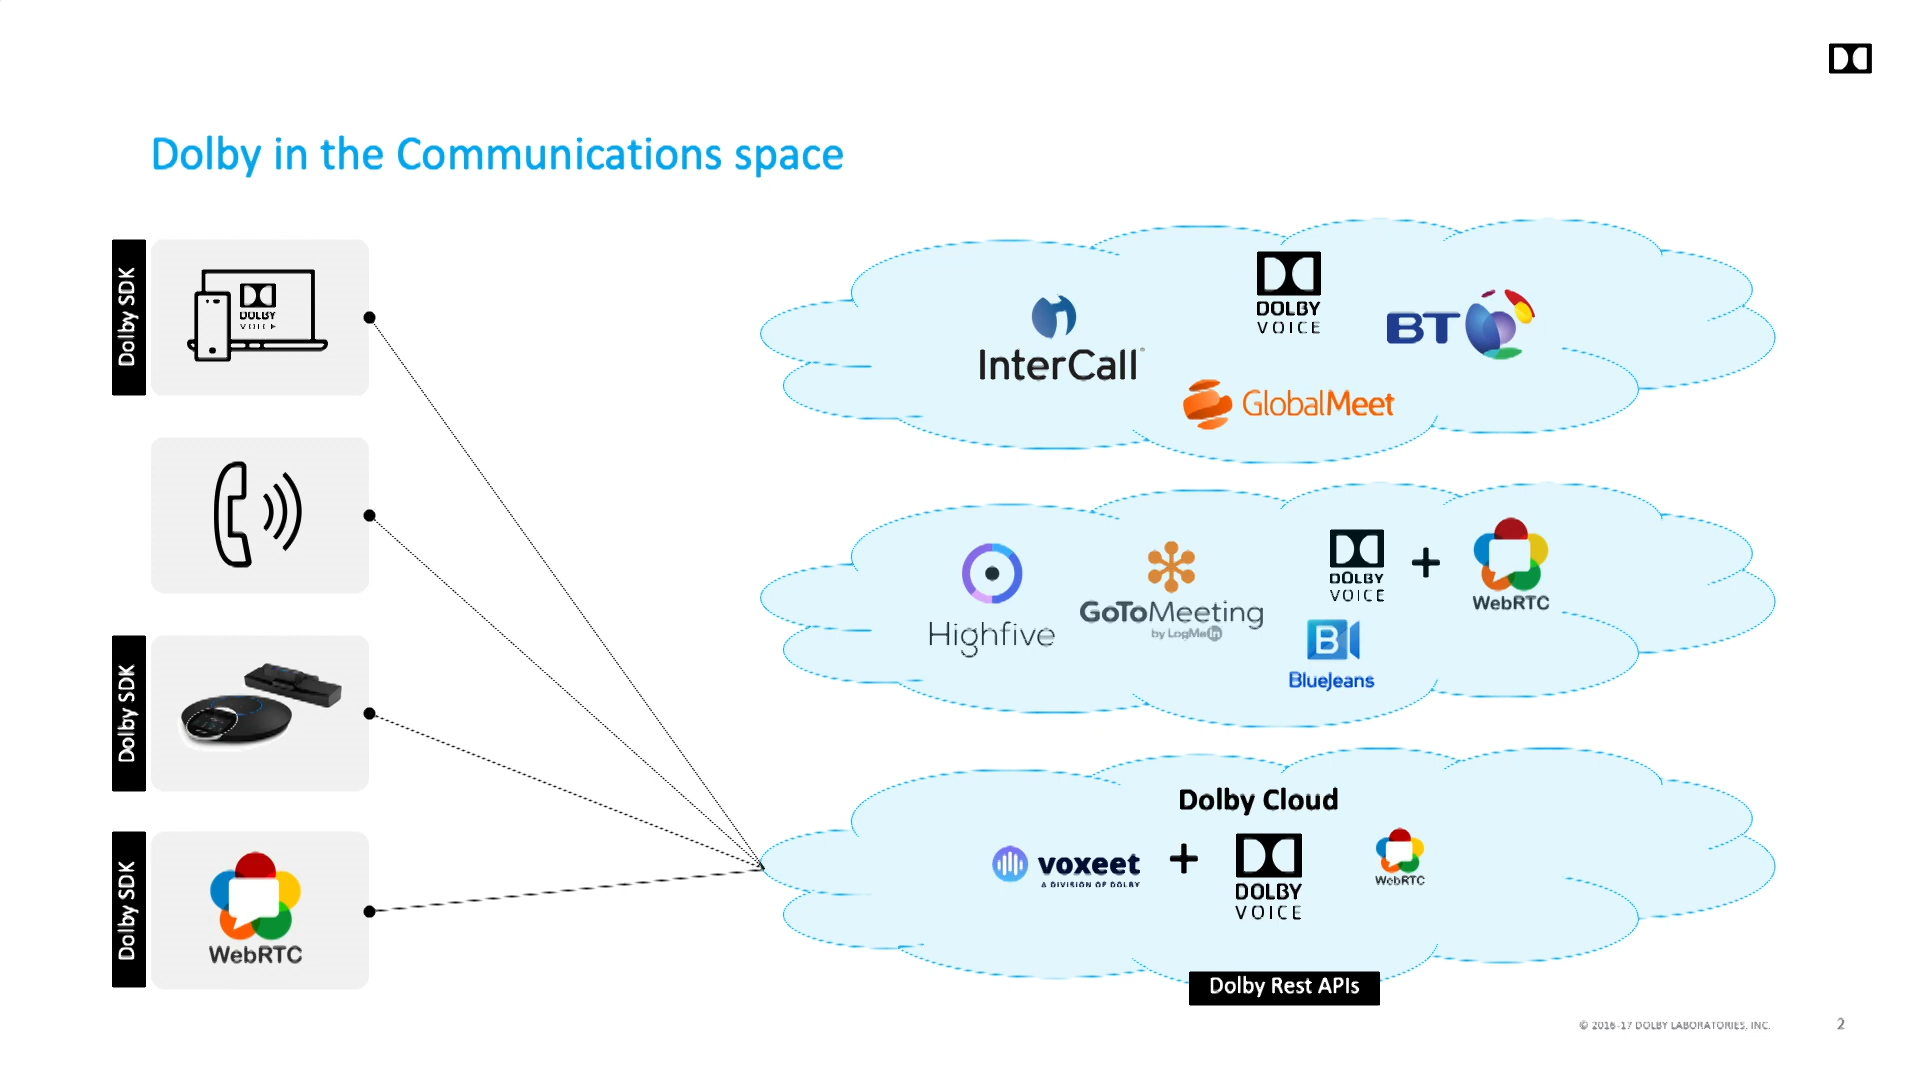 Dolby in the Communications space
Dolby SDK
DOLBY
VOICE
Dolby SDK
Dolby SDK
WebRTC
InterCall
DOLBY
VOICE
BT
GlobalMeet
Highfive
GoToMeeting
by LogMeIn
DOLBY
VOICE
+
WebRTC
B
BlueJeans
Dolby Cloud
voxeet
A DIVISION OF DOLBY
+
DOLBY
VOICE
WebRTC
Dolby Rest APIs
© 2016-17 DOLBY LABORATORIES, INC.
2